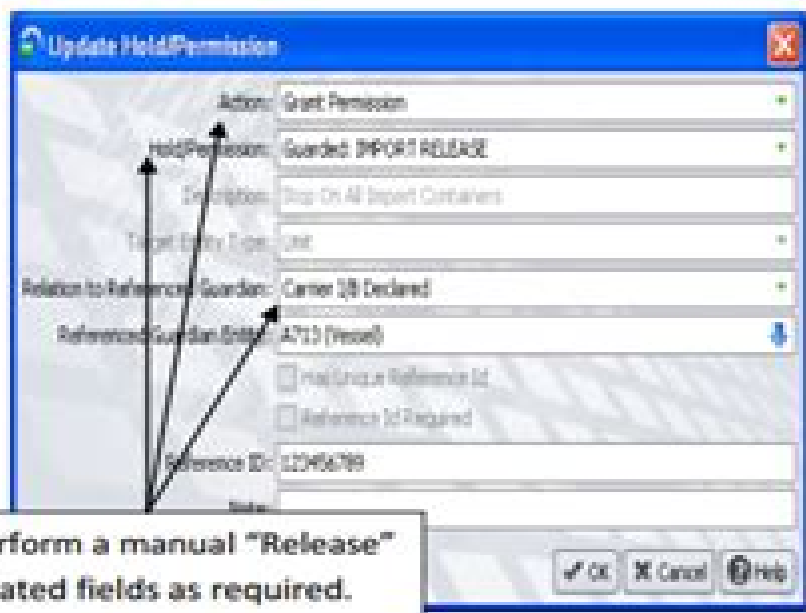 Update Hold/Permission
Action: Grant Permission
Hold/Permission: Guarded: IMPORT RELEASE
Description: Stop On All Import Containers
Target Entity Type: Unit
Relation to Referenced Guardian: Carrier I/B Declared
Referenced Guardian Entity: A713 (Vessel)
Has Unique Reference Id
Reference Id Required
Reference ID: 123456789
Note:
rform a manual "Release"
ated fields as required.
OK Cancel Help